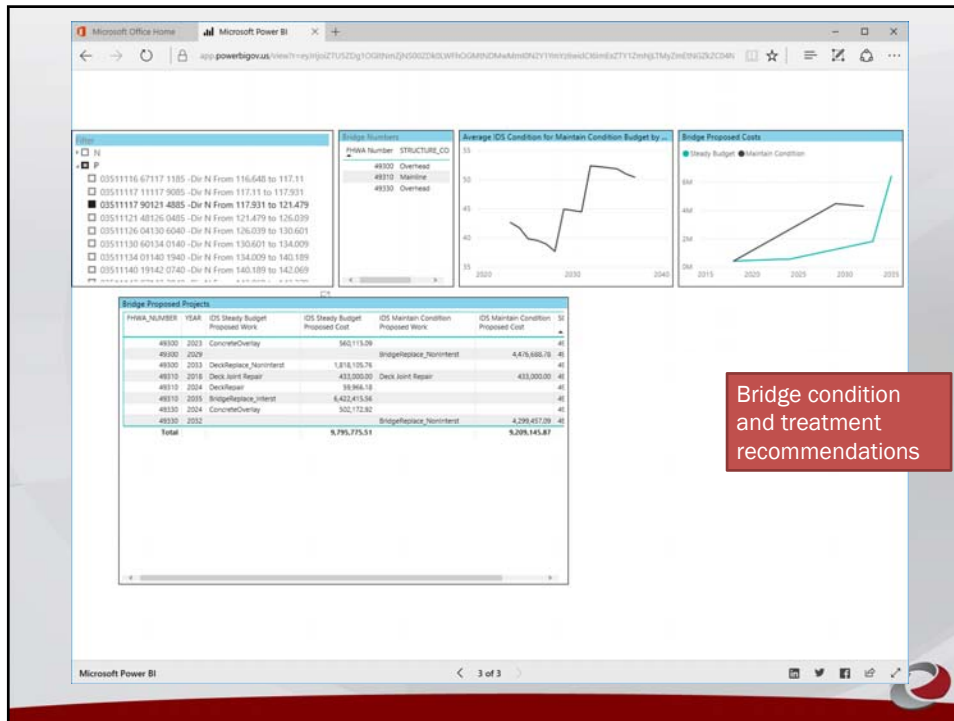 Microsoft Office Home
Microsoft Power BI
Filter
N
P
03511116 67117 1185 -Dir N From 116.648 to 117.11
03511117 11117 9085 -Dir N From 117.11 to 117.931
03511117 90121 4885 -Dir N From 117.931 to 121.479
03511121 48126 0485 -Dir N From 121.479 to 126.039
03511126 04130 6040 -Dir N From 126.039 to 130.601
03511130 60134 0140 -Dir N From 130.601 to 134.009
03511134 01140 1940 -Dir N From 134.009 to 140.189
03511140 19142 0740 -Dir N From 140.189 to 142.069
Bridge Numbers
FHWA Number STRUCTURE_CO
49300 Overhead
49310 Mainline
49330 Overhead
Average IDS Condition for Maintain Condition Budget by ...
55
50
45
40
35
2020 2030 2040
Bridge Proposed Costs
Steady Budget Maintain Condition
6M
4M
2M
0M
2015 2020 2025 2030 2035
Bridge Proposed Projects
FHWA_NUMBER YEAR IDS Steady Budget IDS Steady Budget IDS Maintain Condition IDS Maintain Condition
Proposed Work Proposed Cost Proposed Work Proposed Cost
49300 2023 ConcreteOverlay 560,115.09
49300 2029 BridgeReplace_NonInterst 4,476,688.78
49300 2033 DeckReplace_NonInterst 1,818,105.76
49310 2018 Deck Joint Repair 433,000.00 Deck Joint Repair 433,000.00
49310 2024 DeckRepair 59,966.18
49310 2035 BridgeReplace_Interst 6,422,415.56
49330 2024 ConcreteOverlay 502,172.92
49330 2032 BridgeReplace_NonInterst 4,299,457.09
Total 9,795,775.51 9,209,145.87
Bridge condition
and treatment
recommendations
Microsoft Power BI
3 of 3